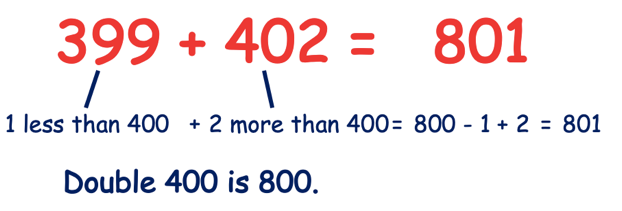 399 + 402 = 801
1 less than 400 + 2 more than 400= 800 - 1 + 2 = 801
Double 400 is 800.